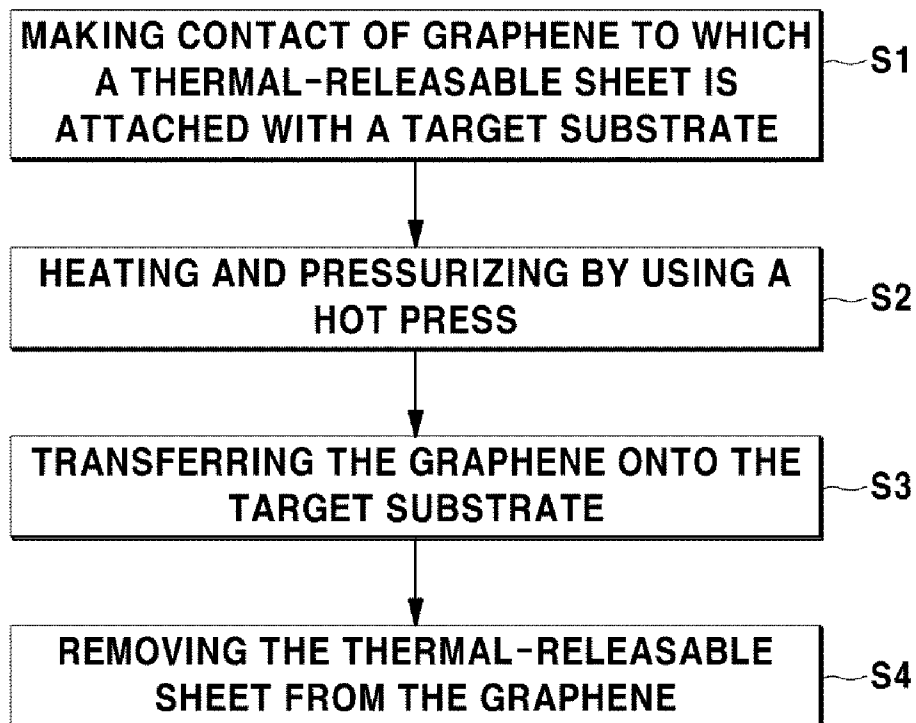 MAKING CONTACT OF GRAPHENE TO WHICH
A THERMAL-RELEASABLE SHEET IS
ATTACHED WITH A TARGET SUBSTRATE
S1
HEATING AND PRESSURIZING BY USING A
HOT PRESS
S2
TRANSFERRING THE GRAPHENE ONTO THE
TARGET SUBSTRATE
S3
REMOVING THE THERMAL-RELEASABLE
SHEET FROM THE GRAPHENE
S4